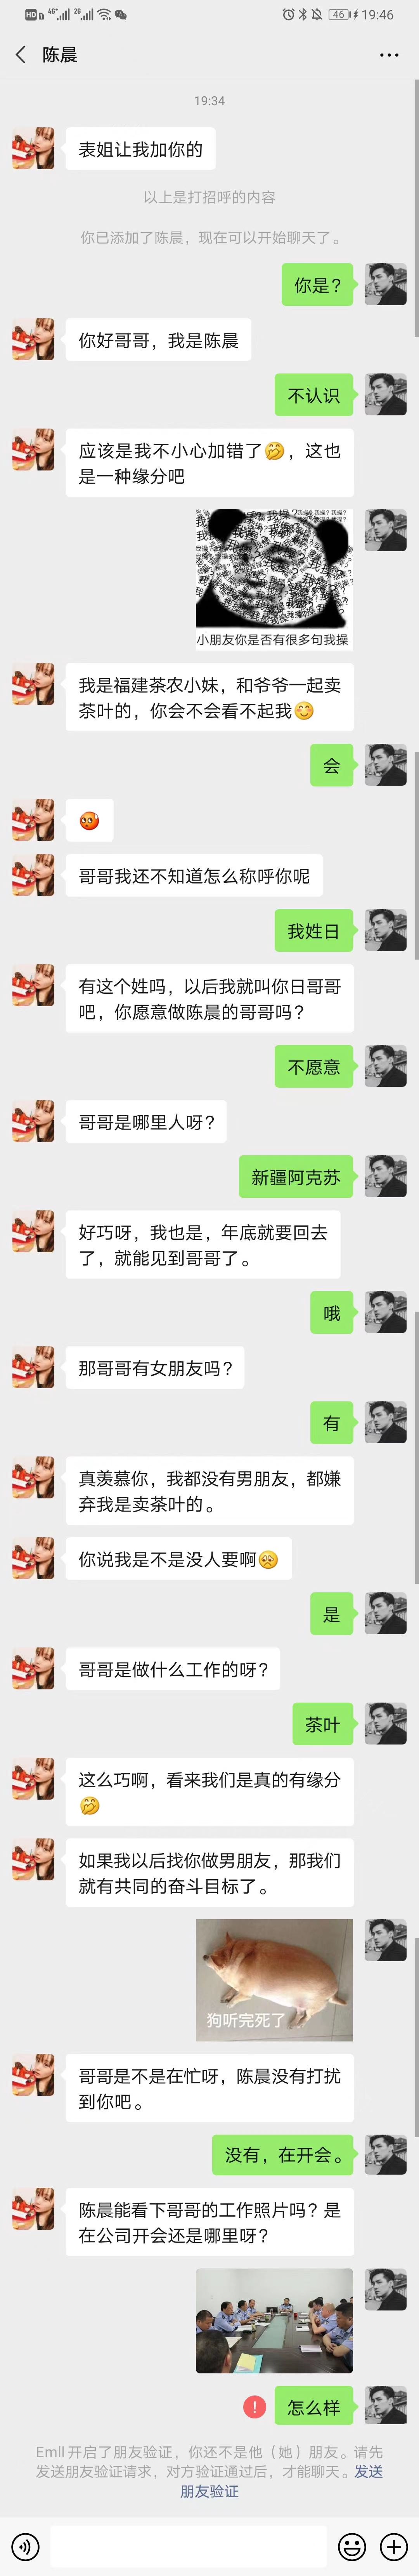 HD 4G+ 2G 46 19:46
陈晨
19:34
表姐让我加你的
以上是打招呼的内容
你已添加了陈晨，现在可以开始聊天了。
你是？
你好哥哥，我是陈晨
不认识
应该是我不小心加错了🤭，这也
是一种缘分吧
小朋友你是否有很多句我操
我是福建茶农小妹，和爷爷一起卖
茶叶的，你会不会看不起我😊
会
哥哥我还不知道怎么称呼你呢
我姓日
有这个姓吗，以后我就叫你日哥哥
吧，你愿意做陈晨的哥哥吗？
不愿意
哥哥是哪里人呀？
新疆阿克苏
好巧呀，我也是，年底就要回去
了，就能见到哥哥了。
哦
那哥哥有女朋友吗？
有
真羡慕你，我都没有男朋友，都嫌
弃我是卖茶叶的。
你说我是不是没人要啊😟
是
哥哥是做什么工作的呀？
茶叶
这么巧啊，看来我们是真的有缘分
🤭
如果我以后找你做男朋友，那我们
就有共同的奋斗目标了。
狗听完死了
哥哥是不是在忙呀，陈晨没有打扰
到你吧。
没有，在开会。
陈晨能看下哥哥的工作照片吗？是
在公司开会还是哪里呀？
怎么样
Emll开启了朋友验证，你还不是他（她）朋友。请先
发送朋友验证请求，对方验证通过后，才能聊天。发送
朋友验证